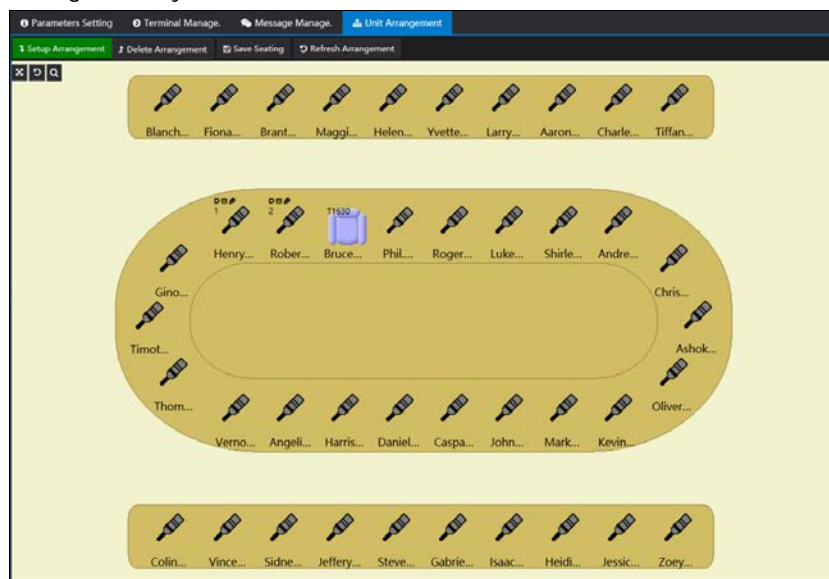 Parameters Setting Terminal Manage. Message Manage. Unit Arrangement
Setup Arrangement Delete Arrangement Save Seating Refresh Arrangement
Blanch... Fiona... Brant... Maggi... Helen... Yvette... Larry... Aaron... Charle... Tiffan...
1 2 T1630
Henry... Rober... Bruce... Phil.... Roger... Luke... Shirle... Andre...
Gino... Chris...
Timot... Ashok...
Thom... Oliver...
Verno... Angeli... Harris... Daniel... Caspa... John... Mark... Kevin...
Colin... Vince... Sidne... Jeffery... Steve... Gabrie... Isaac... Heidi... Jessic... Zoey...